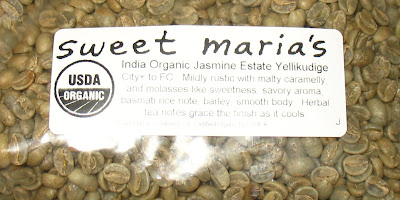 sweet maria's
India Organic Jasmine Estate Yellikudige
City+ to FC Mildly rustic with malty caramelly
and molasses like sweetness, savory aroma,
basmati rice note, barley, smooth body. Herbal
tea notes grace the finish as it cools
J
USDA
ORGANIC